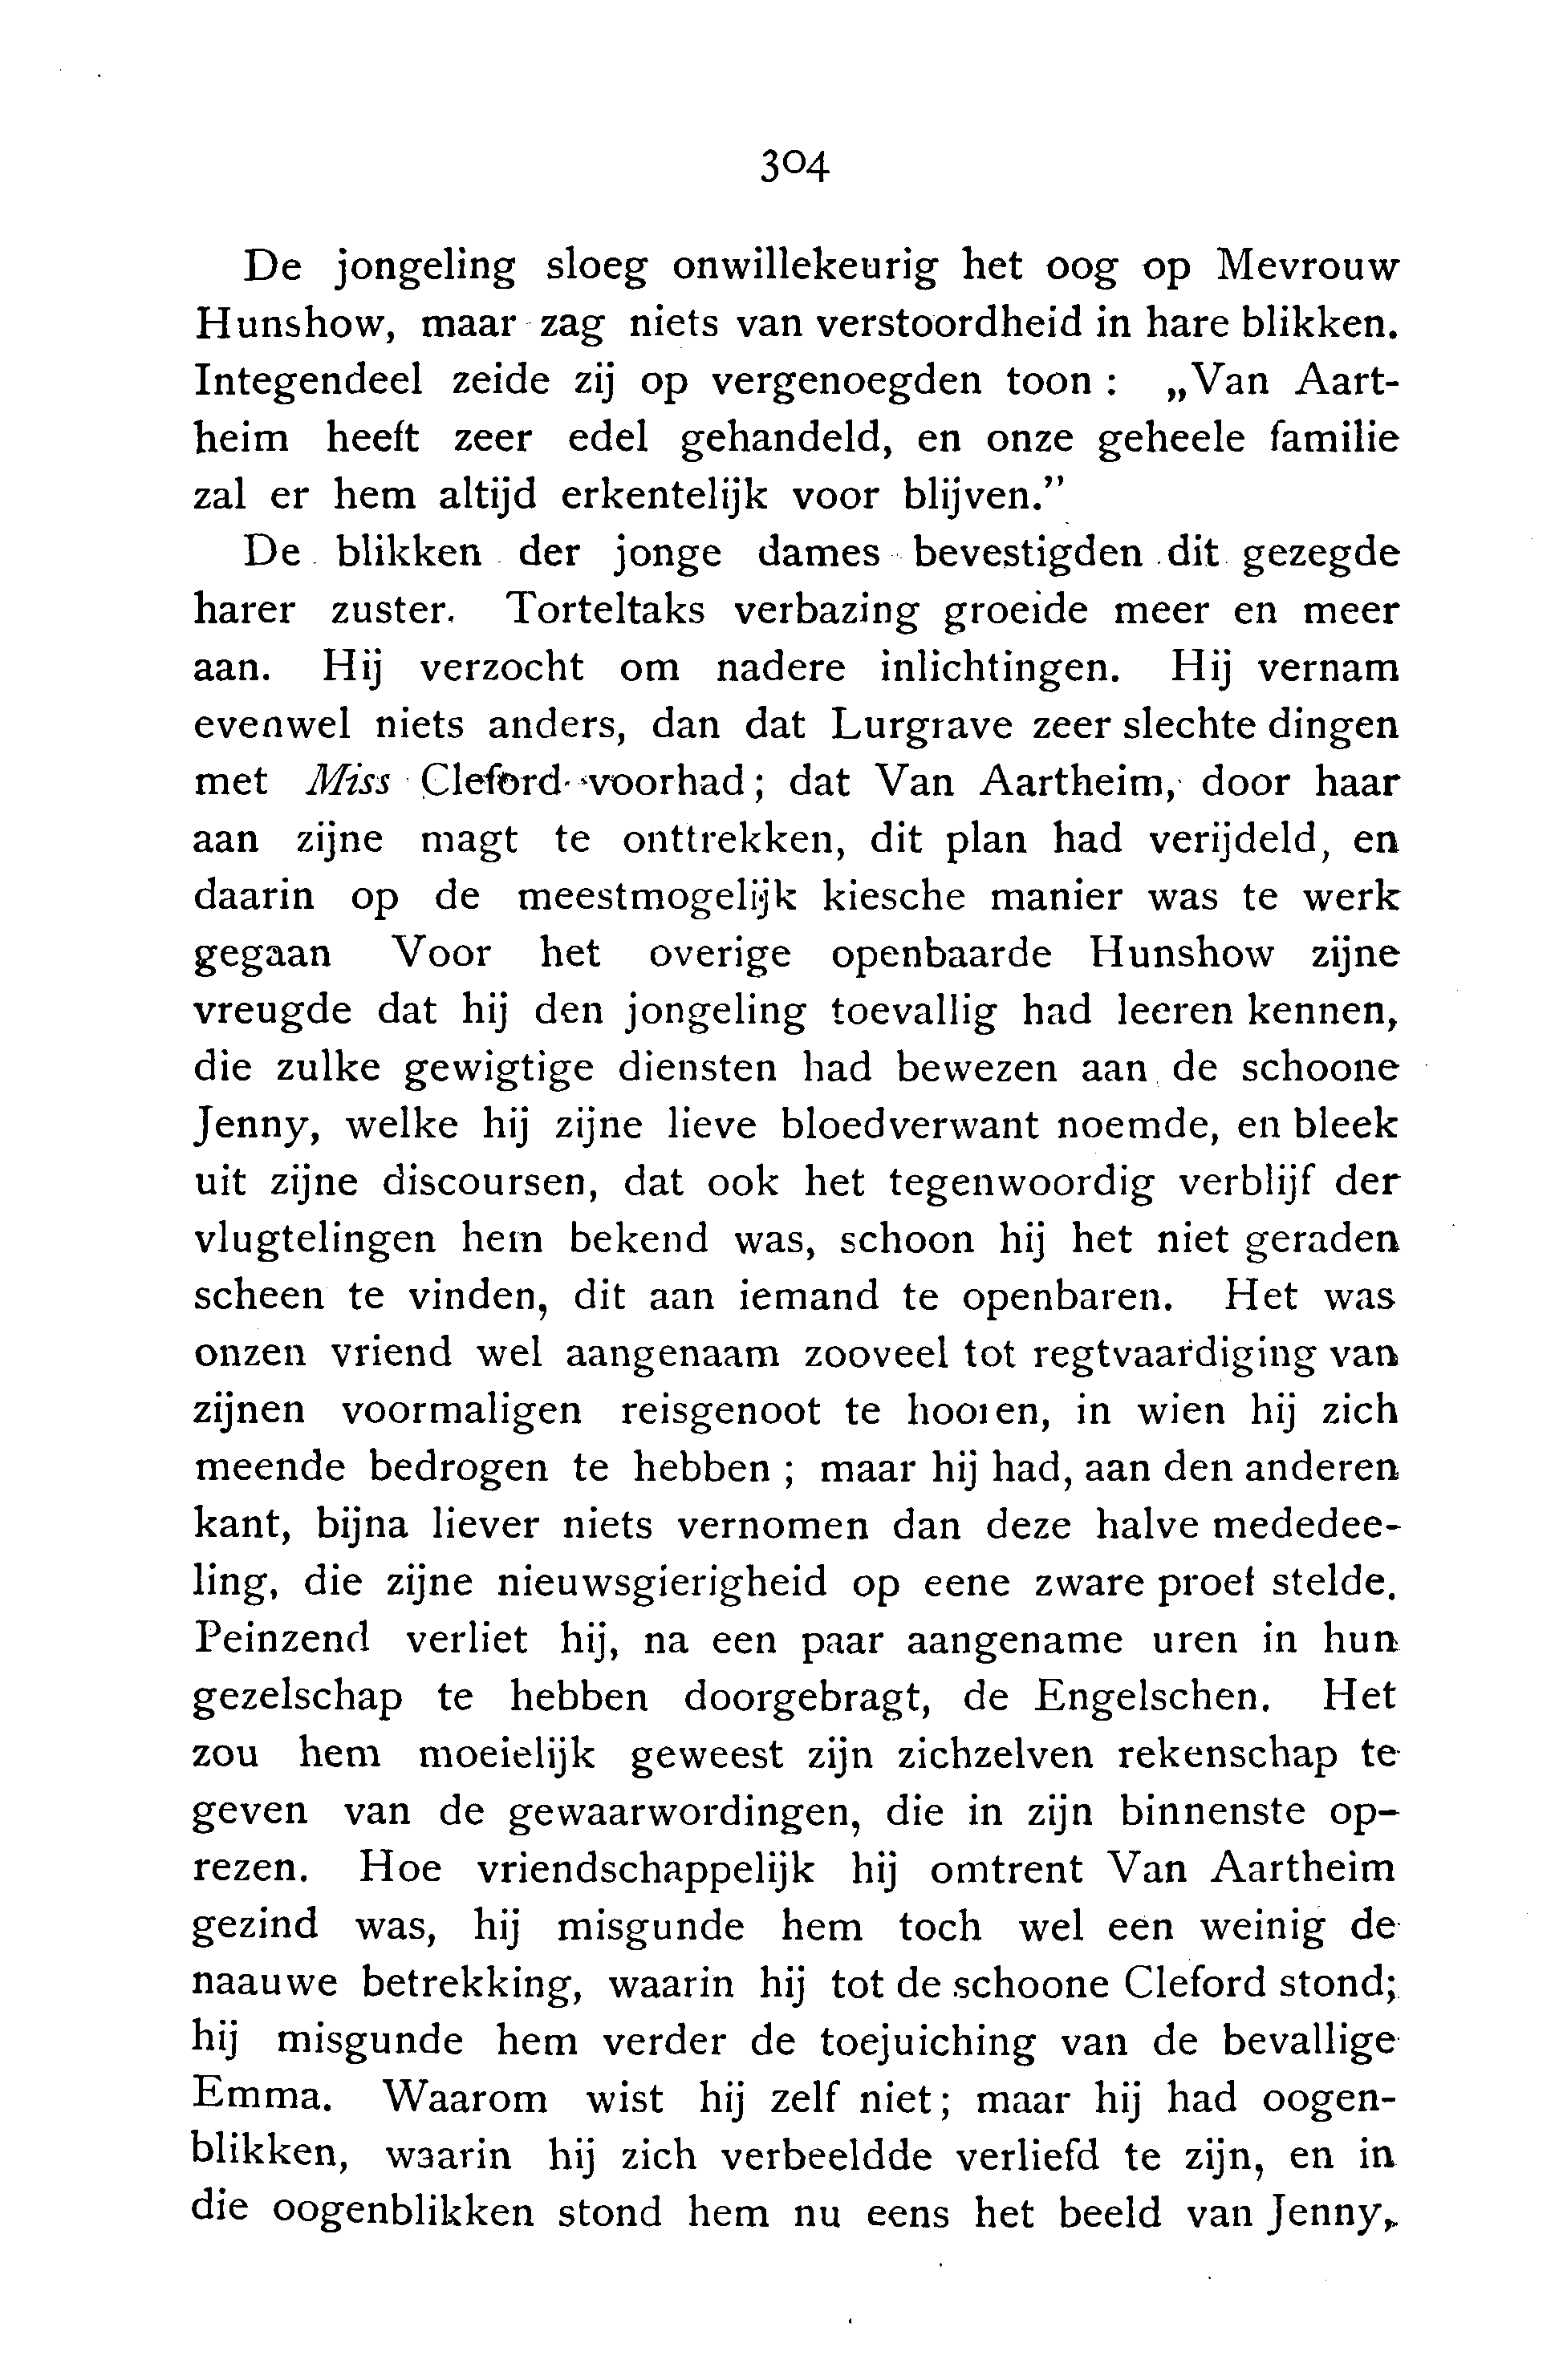 304
De jongeling sloeg onwillekeurig het oog op Mevrouw
Hunshow, maar zag niets van verstoordheid in hare blikken.
Integendeel zeide zij op vergenoegden toon : „Van Aart-
heim heeft zeer edel gehandeld, en onze geheele familie
zal er hem altijd erkentelijk voor blijven.”
De blikken der jonge dames bevestigden dit gezegde
harer zuster. Torteltaks verbazing groeide meer en meer
aan. Hij verzocht om nadere inlichtingen. Hij vernam
evenwel niets anders, dan dat Lurgrave zeer slechte dingen
met Miss Cleford voorhad; dat Van Aartheim, door haar
aan zijne magt te onttrekken, dit plan had verijdeld, en
daarin op de meestmogelijk kiesche manier was te werk
gegaan Voor het overige openbaarde Hunshow zijne
vreugde dat hij den jongeling toevallig had leeren kennen,
die zulke gewigtige diensten had bewezen aan de schoone
Jenny, welke hij zijne lieve bloedverwant noemde, en bleek
uit zijne discoursen, dat ook het tegenwoordig verblijf der
vlugtelingen hem bekend was, schoon hij het niet geraden
scheen te vinden, dit aan iemand te openbaren. Het was
onzen vriend wel aangenaam zooveel tot regtvaardiging van
zijnen voormaligen reisgenoot te hooren, in wien hij zich
meende bedrogen te hebben ; maar hij had, aan den anderen
kant, bijna liever niets vernomen dan deze halve mededee-
ling, die zijne nieuwsgierigheid op eene zware proef stelde.
Peinzend verliet hij, na een paar aangename uren in hun
gezelschap te hebben doorgebragt, de Engelschen. Het
zou hem moeielijk geweest zijn zichzelven rekenschap te
geven van de gewaarwordingen, die in zijn binnenste op-
rezen. Hoe vriendschappelijk hij omtrent Van Aartheim
gezind was, hij misgunde hem toch wel een weinig de
naauwe betrekking, waarin hij tot de schoone Cleford stond;
hij misgunde hem verder de toejuiching van de bevallige
Emma. Waarom wist hij zelf niet; maar hij had oogen-
blikken, waarin hij zich verbeeldde verliefd te zijn, en in
die oogenblikken stond hem nu eens het beeld van Jenny,